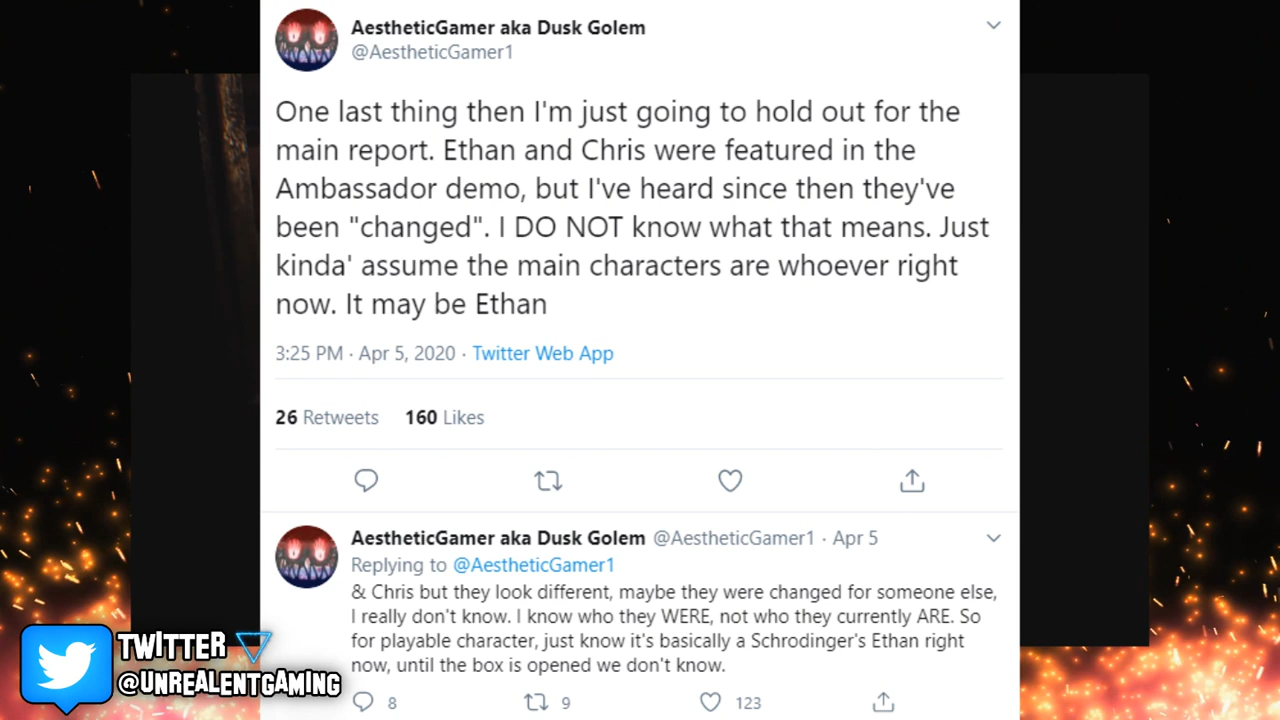 AestheticGamer aka Dusk Golem
@AestheticGamer1
One last thing then I'm just going to hold out for the
main report. Ethan and Chris were featured in the
Ambassador demo, but I've heard since then they've
been "changed". I DO NOT know what that means. Just
kinda' assume the main characters are whoever right
now. It may be Ethan
3:25 PM · Apr 5, 2020 · Twitter Web App
26 Retweets 160 Likes
AestheticGamer aka Dusk Golem @AestheticGamer1 · Apr 5
Replying to @AestheticGamer1
& Chris but they look different, maybe they were changed for someone else,
I really don't know. I know who they WERE, not who they currently ARE. So
for playable character, just know it's basically a Schrodinger's Ethan right
now, until the box is opened we don't know.
8 9 123
TWITTER
@UNREALENTGAMING